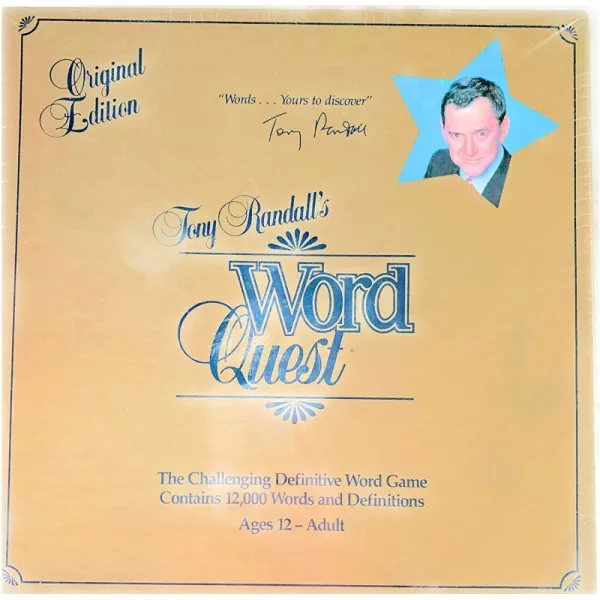 Original
Edition
"Words . . . Yours to discover"
Tony Randall
Tony Randall's
Word
Quest
The Challenging Definitive Word Game
Contains 12,000 Words and Definitions
Ages 12 – Adult